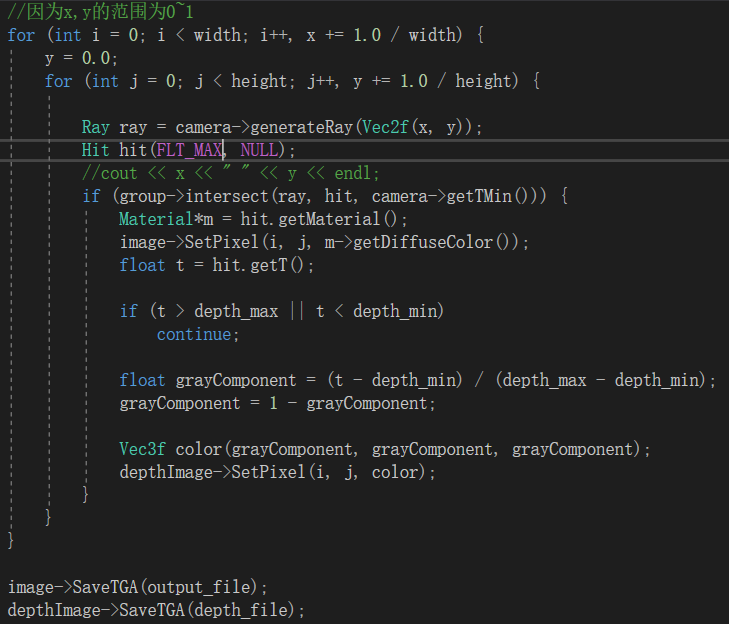 //因为x,y的范围为0~1
for (int i = 0; i < width; i++, x += 1.0 / width) {
y = 0.0;
for (int j = 0; j < height; j++, y += 1.0 / height) {
Ray ray = camera->generateRay(Vec2f(x, y));
Hit hit(FLT_MAX, NULL);
//cout << x << " " << y << endl;
if (group->intersect(ray, hit, camera->getTMin())) {
Material*m = hit.getMaterial();
image->SetPixel(i, j, m->getDiffuseColor());
float t = hit.getT();
if (t > depth_max || t < depth_min)
continue;
float grayComponent = (t - depth_min) / (depth_max - depth_min);
grayComponent = 1 - grayComponent;
Vec3f color(grayComponent, grayComponent, grayComponent);
depthImage->SetPixel(i, j, color);
}
}
}
image->SaveTGA(output_file);
depthImage->SaveTGA(depth_file);